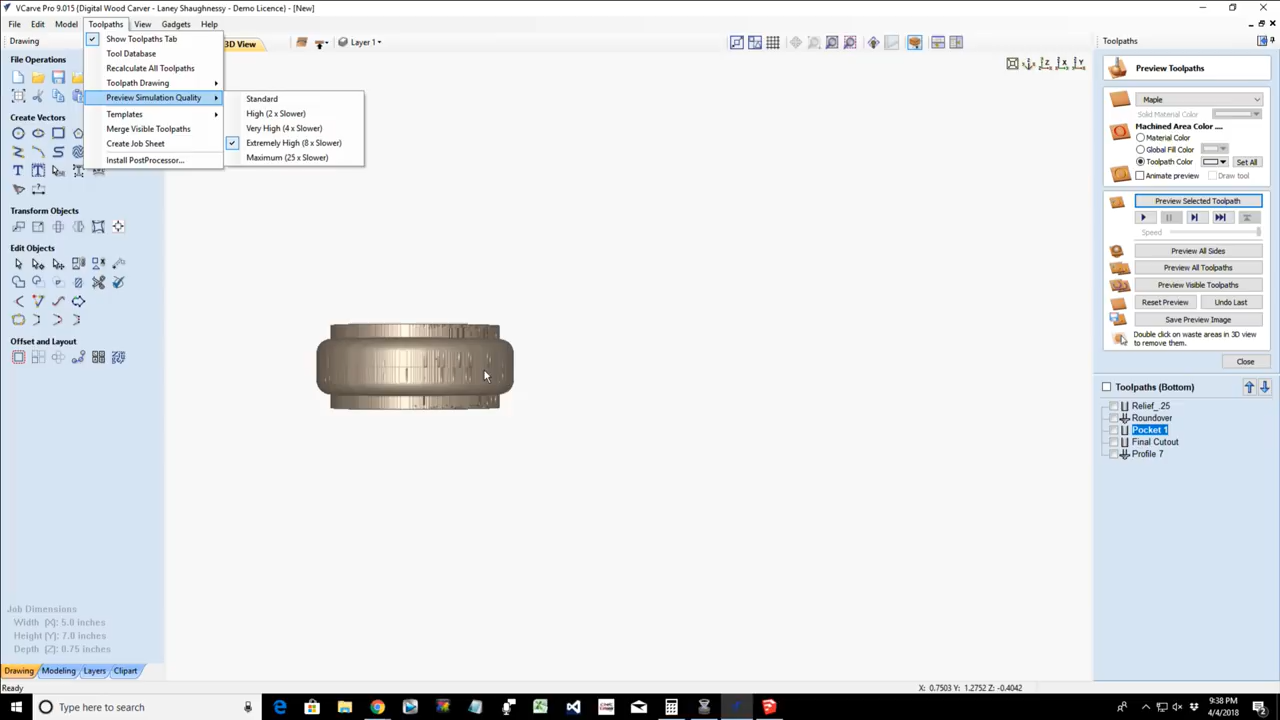 VCarve Pro 9.015 {Digital Wood Carver - Laney Shaughnessy - Demo Licence} - [New]
File Edit Model Toolpaths View Gadgets Help
Drawing
3D View
Layer 1
Toolpaths
File Operations
Create Vectors
Transform Objects
Edit Objects
Offset and Layout
Show Toolpaths Tab
Tool Database
Recalculate All Toolpaths
Toolpath Drawing
Preview Simulation Quality
Templates
Merge Visible Toolpaths
Create Job Sheet
Install PostProcessor...
Standard
High (2 x Slower)
Very High (4 x Slower)
Extremely High (8 x Slower)
Maximum (25 x Slower)
Z X Y
Preview Toolpaths
Maple
Solid Material Color
Machined Area Color ....
Material Color
Global Fill Color
Toolpath Color
Set All
Animate preview
Draw tool
Preview Selected Toolpath
Speed
Preview All Sides
Preview All Toolpaths
Preview Visible Toolpaths
Reset Preview
Undo Last
Save Preview Image
Double click on waste areas in 3D view
to remove them.
Close
Toolpaths (Bottom)
Relief_.25
Roundover
Pocket 1
Final Cutout
Profile 7
Job Dimensions
Width (X): 5.0 inches
Height (Y): 7.0 inches
Depth (Z): 0.75 inches
Drawing Modeling Layers Clipart
Ready
X: 0.7503 Y: 1.2752 Z: -0.4042
Type here to search
9:38 PM
4/4/2018